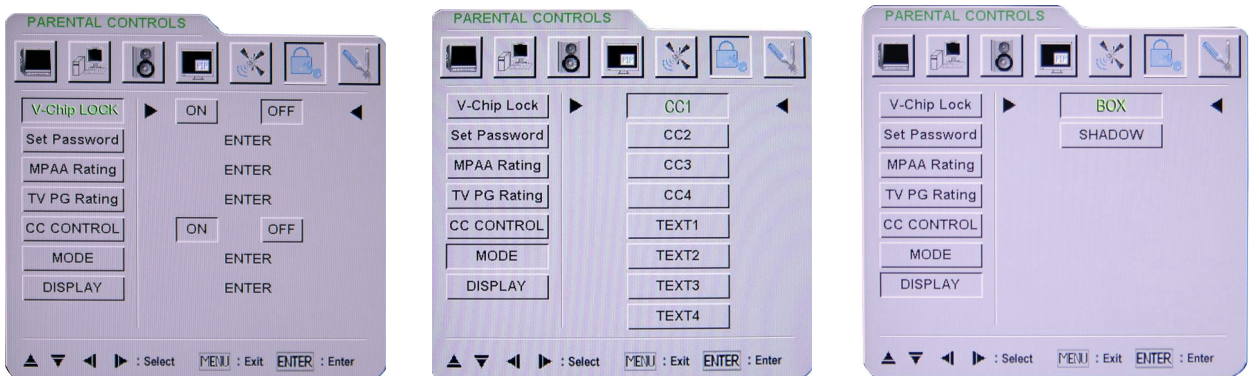 PARENTAL CONTROLS
PIP
V-Chip LOCK ON OFF
Set Password ENTER
MPAA Rating ENTER
TV PG Rating ENTER
CC CONTROL ON OFF
MODE ENTER
DISPLAY ENTER
: Select MENU : Exit ENTER : Enter
PARENTAL CONTROLS
PIP
V-Chip Lock CC1
Set Password CC2
MPAA Rating CC3
TV PG Rating CC4
CC CONTROL TEXT1
MODE TEXT2
DISPLAY TEXT3
TEXT4
: Select MENU : Exit ENTER : Enter
PARENTAL CONTROLS
PIP
V-Chip Lock BOX
Set Password SHADOW
MPAA Rating
TV PG Rating
CC CONTROL
MODE
DISPLAY
: Select MENU : Exit ENTER : Enter